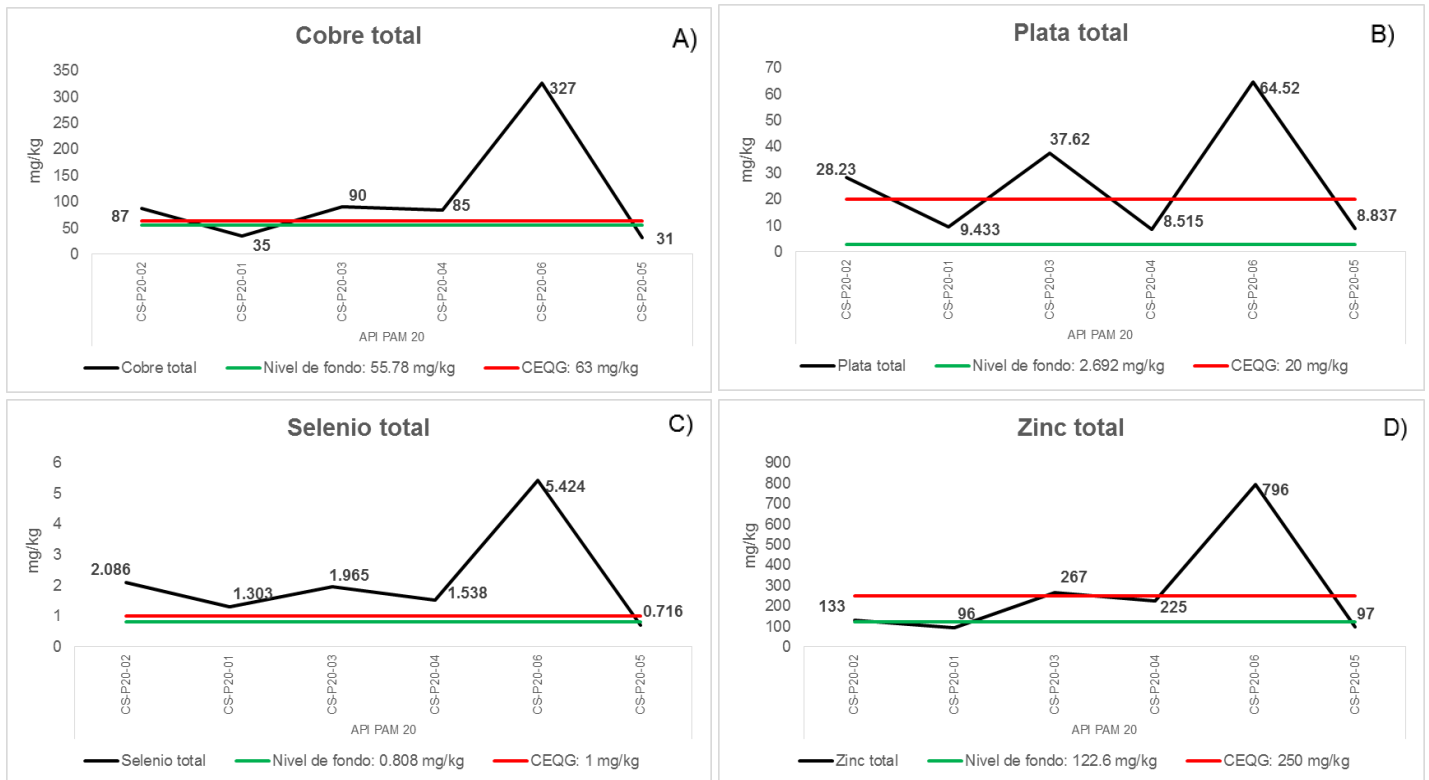 Cobre total
A)
mg/kg
350
300
250
200
150
100
50
0
87
35
90
85
327
31
CS-P20-02
CS-P20-01
CS-P20-03
CS-P20-04
CS-P20-06
CS-P20-05
API PAM 20
Cobre total Nivel de fondo: 55.78 mg/kg CEQG: 63 mg/kg
Plata total
B)
mg/kg
70
60
50
40
30
20
10
0
28.23
9.433
37.62
8.515
64.52
8.837
CS-P20-02
CS-P20-01
CS-P20-03
CS-P20-04
CS-P20-06
CS-P20-05
API PAM 20
Plata total Nivel de fondo: 2.692 mg/kg CEQG: 20 mg/kg
Selenio total
C)
mg/kg
6
5
4
3
2
1
0
2.086
1.303
1.965
1.538
5.424
0.716
CS-P20-02
CS-P20-01
CS-P20-03
CS-P20-04
CS-P20-06
CS-P20-05
API PAM 20
Selenio total Nivel de fondo: 0.808 mg/kg CEQG: 1 mg/kg
Zinc total
D)
mg/kg
900
800
700
600
500
400
300
200
100
0
133
96
267
225
796
97
CS-P20-02
CS-P20-01
CS-P20-03
CS-P20-04
CS-P20-06
CS-P20-05
API PAM 20
Zinc total Nivel de fondo: 122.6 mg/kg CEQG: 250 mg/kg